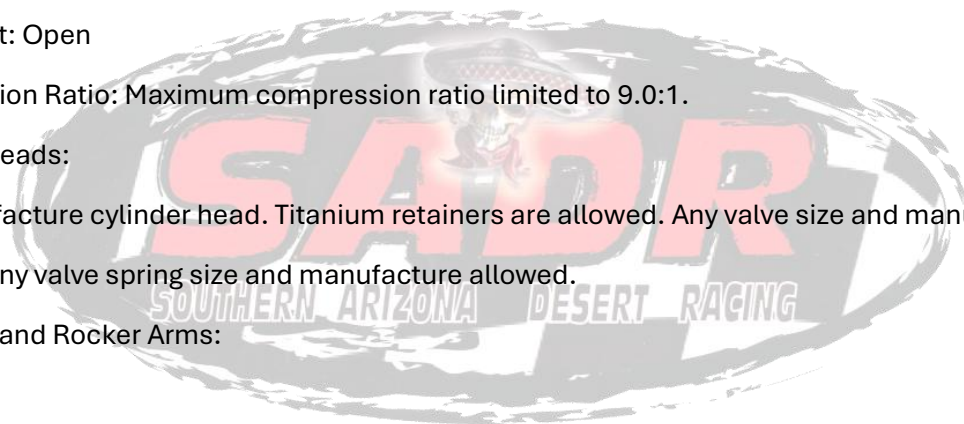 t: Open
ion Ratio: Maximum compression ratio limited to 9.0:1.
eads:
facture cylinder head. Titanium retainers are allowed. Any valve size and man
ny valve spring size and manufacture allowed.
and Rocker Arms:
SADR
SOUTHERN ARIZONA DESERT RACING